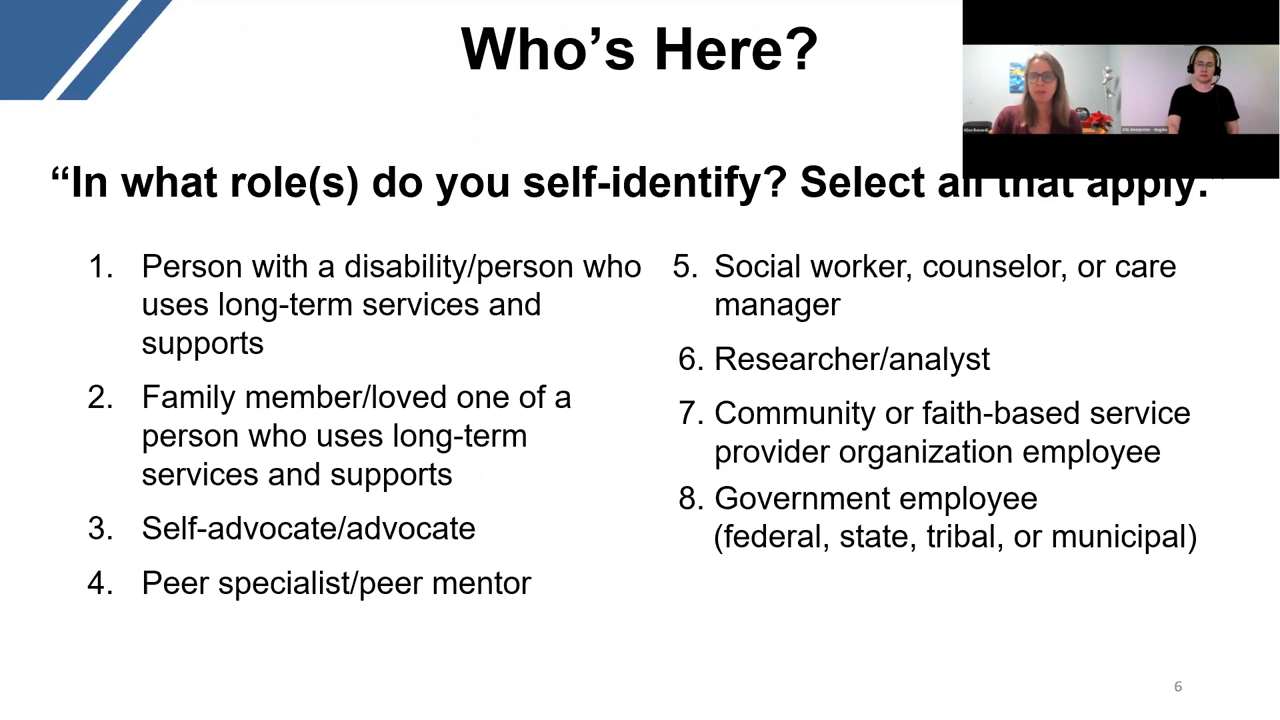 Who’s Here?
“In what role(s) do you self-identify? Select all that apply.”
1. Person with a disability/person who
uses long-term services and
supports
2. Family member/loved one of a
person who uses long-term
services and supports
3. Self-advocate/advocate
4. Peer specialist/peer mentor
5. Social worker, counselor, or care
manager
6. Researcher/analyst
7. Community or faith-based service
provider organization employee
8. Government employee
(federal, state, tribal, or municipal)
6